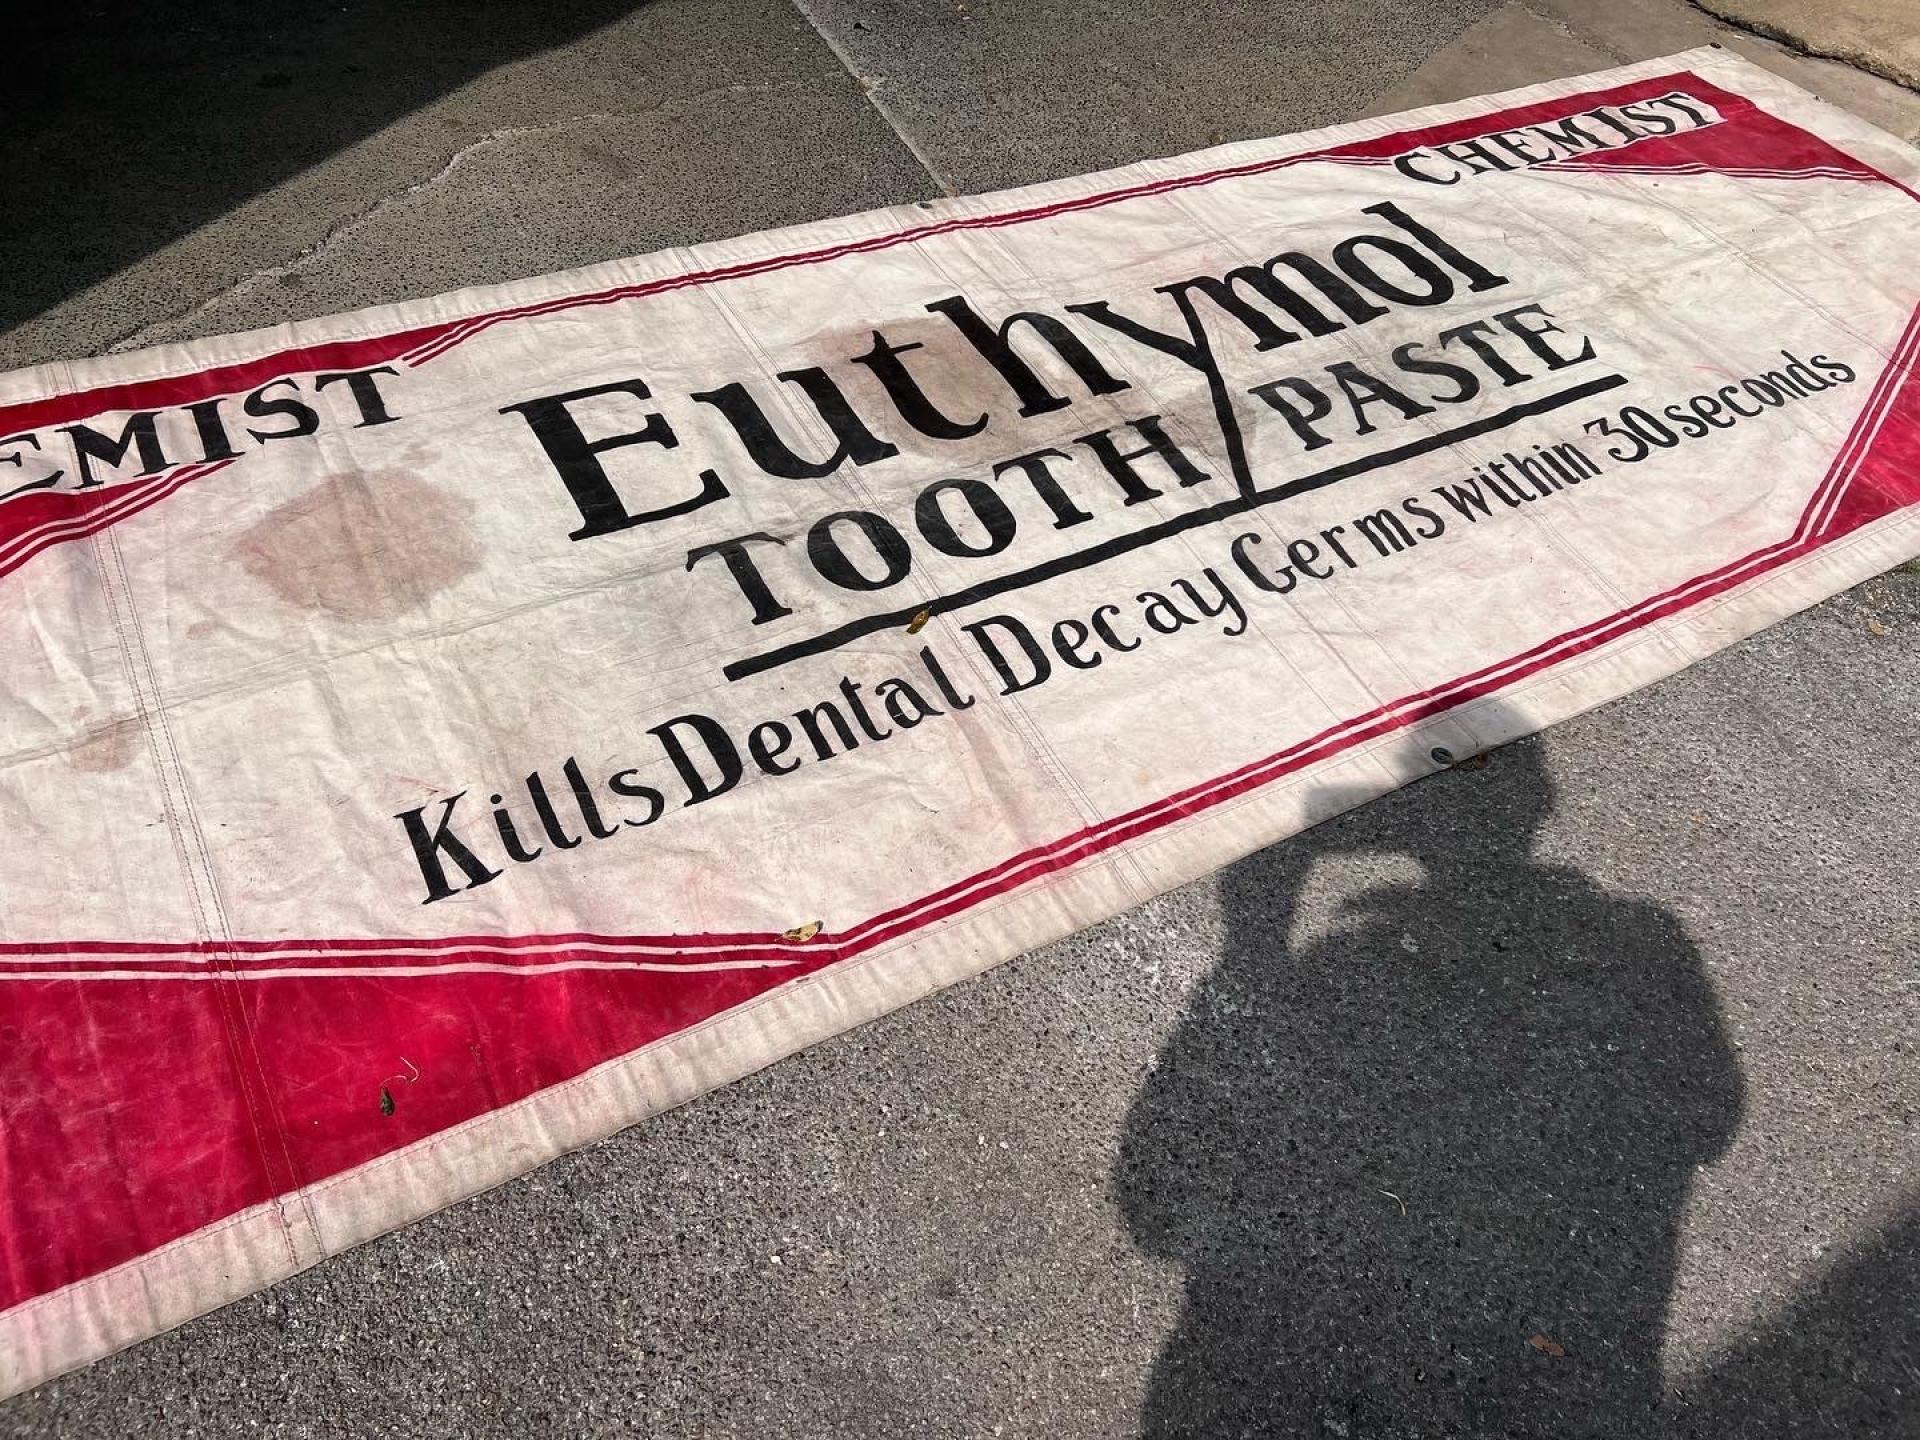 CHEMIST
EMIST
Euthymol
TOOTH PASTE
Kills Dental Decay Germs within 30 seconds